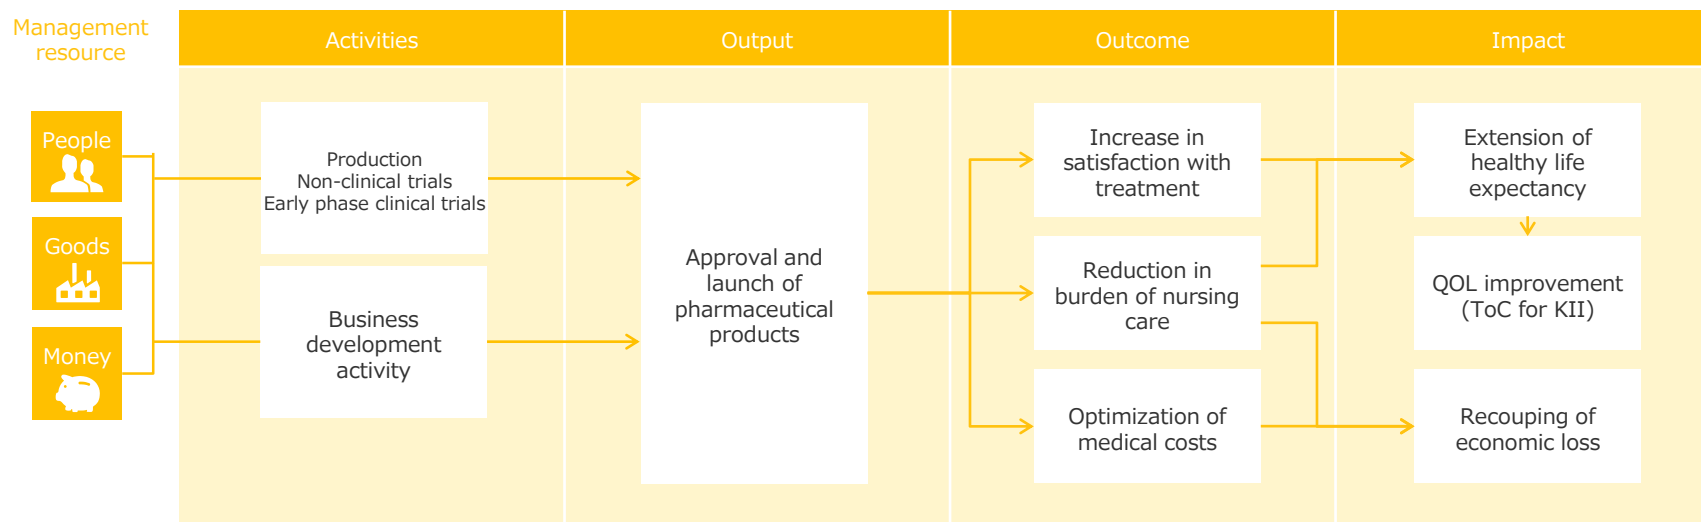 Management
resource
Activities
Output
Outcome
Impact
People
Goods
Money
Production
Non-clinical trials
Early phase clinical trials
Business
development
activity
Approval and
launch of
pharmaceutical
products
Increase in
satisfaction with
treatment
Reduction in
burden of nursing
care
Optimization of
medical costs
Extension of
healthy life
expectancy
QOL improvement
(ToC for KII)
Recouping of
economic loss